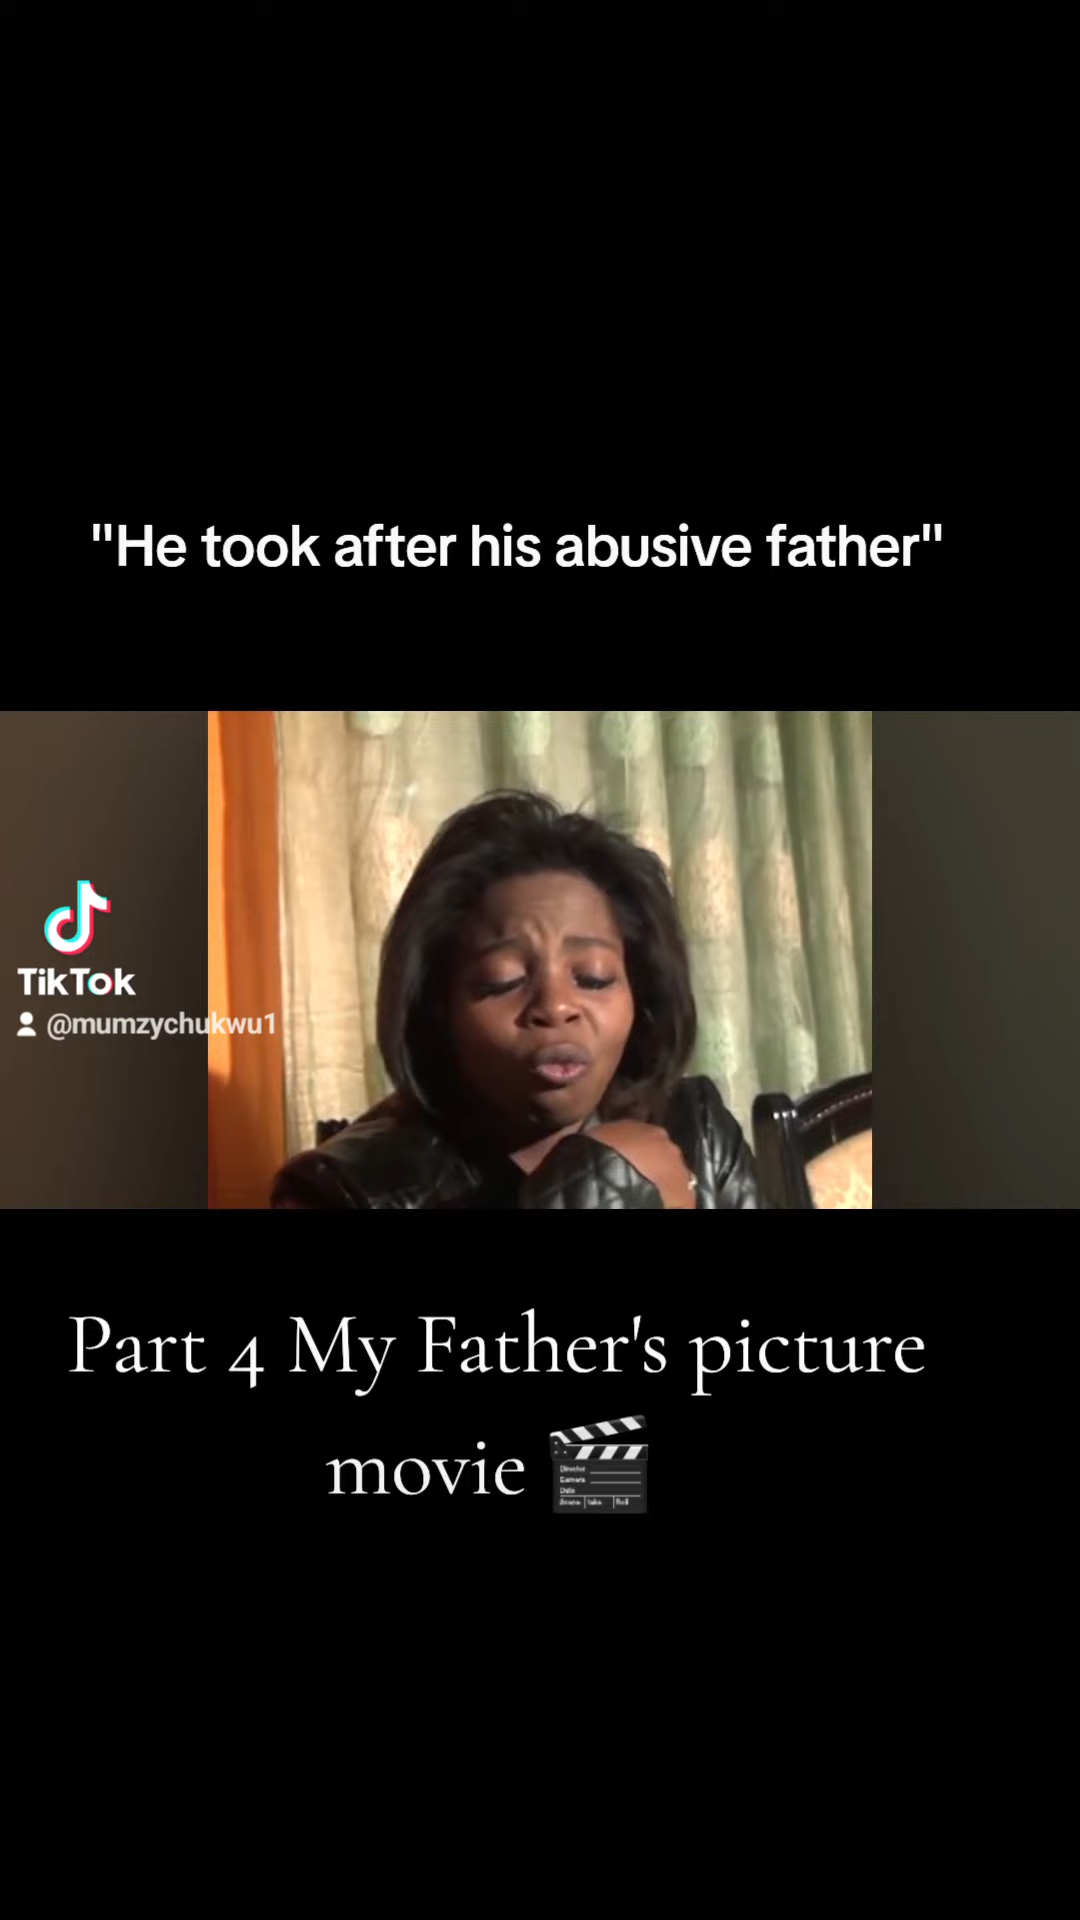 "He took after his abusive father"
TikTok
@mumzychukwu1
Part 4 My Father's picture
movie 🎬